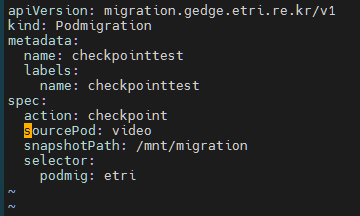 apiVersion: migration.gedge.etri.re.kr/v1
kind: Podmigration
metadata:
  name: checkpointtest
  labels:
    name: checkpointtest
spec:
  action: checkpoint
  sourcePod: video
  snapshotPath: /mnt/migration
  selector:
    podmig: etri
~
~